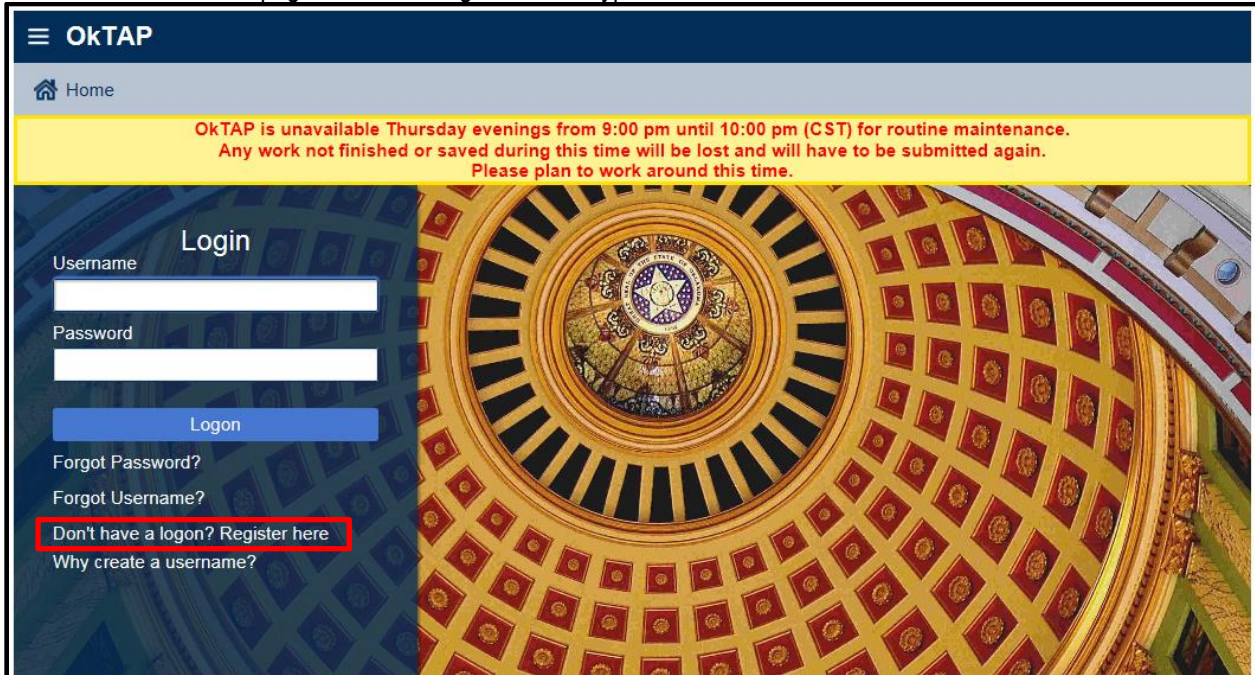 OkTAP
Home
OkTAP is unavailable Thursday evenings from 9:00 pm until 10:00 pm (CST) for routine maintenance.
Any work not finished or saved during this time will be lost and will have to be submitted again.
Please plan to work around this time.
Login
Username
Password
Logon
Forgot Password?
Forgot Username?
Don't have a logon? Register here
Why create a username?